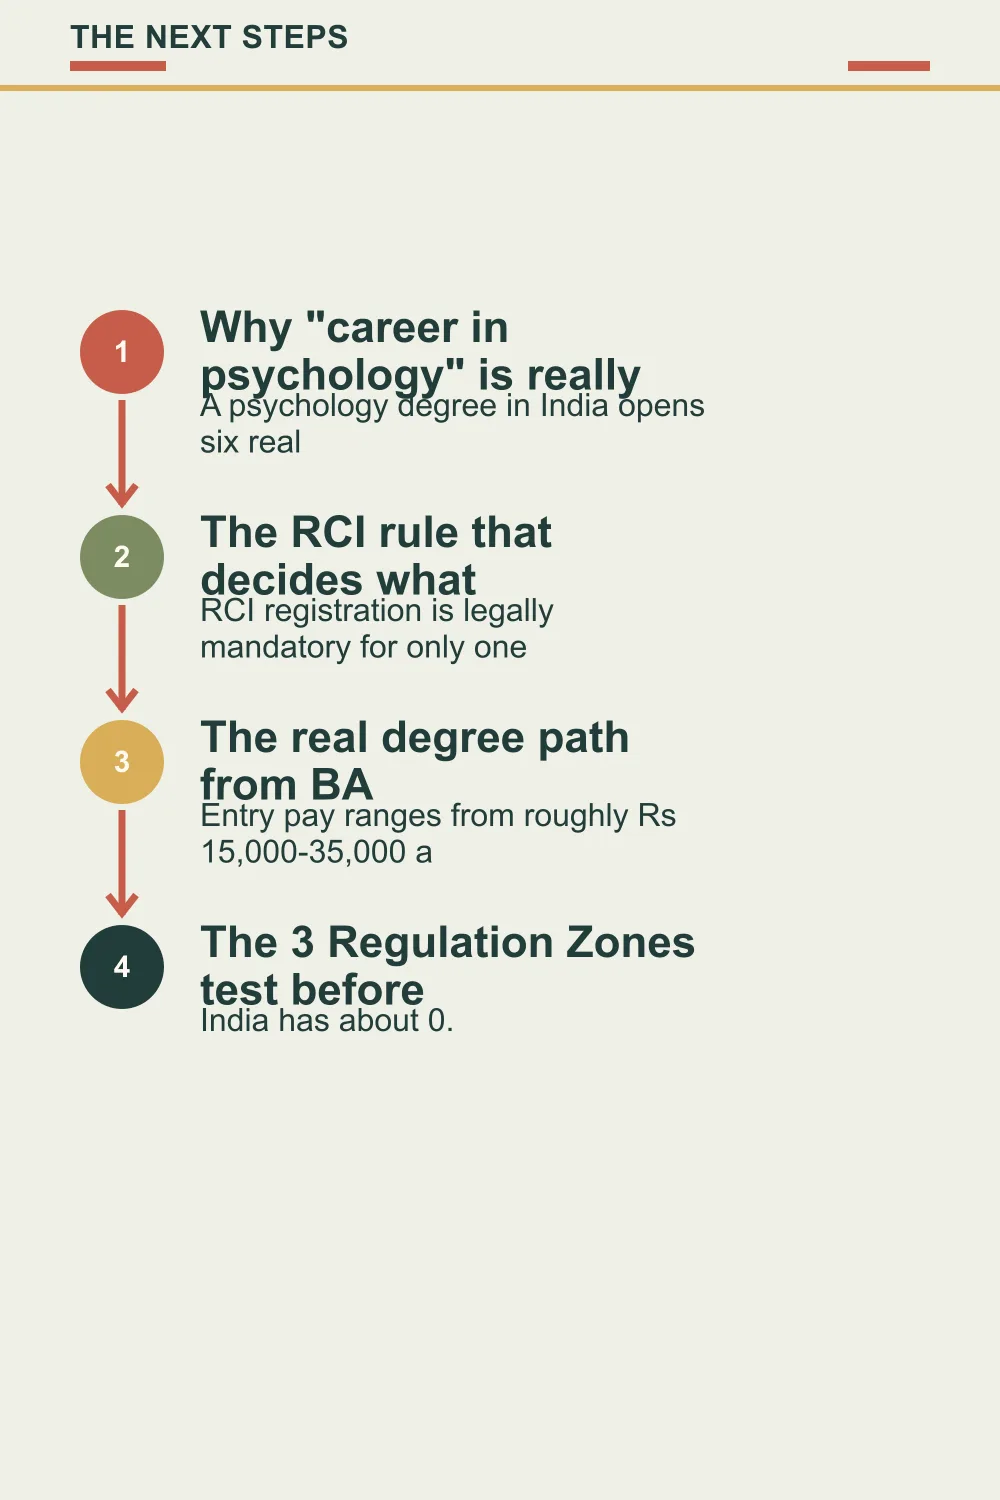 THE NEXT STEPS
1
Why "career in
psychology" is really
A psychology degree in India opens
six real
2
The RCI rule that
decides what
RCI registration is legally
mandatory for only one
3
The real degree path
from BA
Entry pay ranges from roughly Rs
15,000-35,000 a
4
The 3 Regulation Zones
test before
India has about 0.